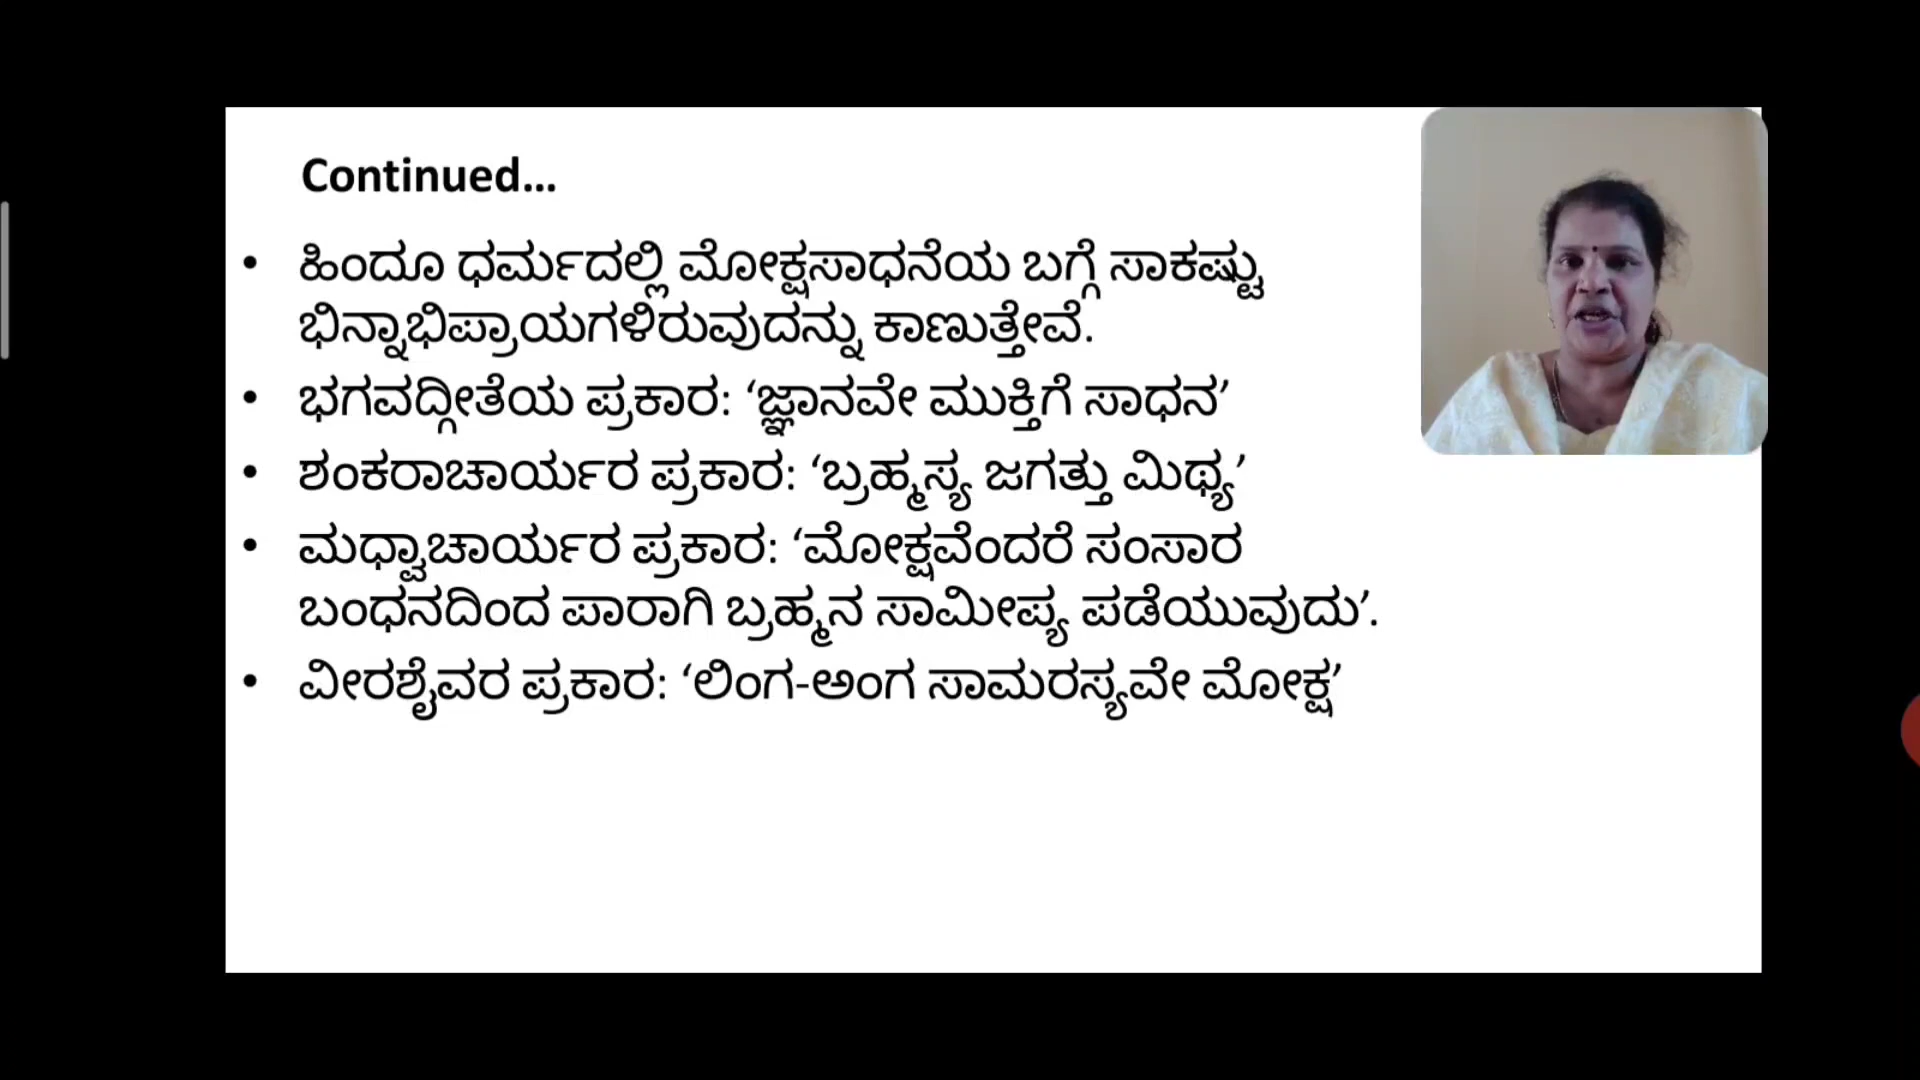 Continued...
• ಹಿಂದೂ ಧರ್ಮದಲ್ಲಿ ಮೋಕ್ಷಸಾಧನೆಯ ಬಗ್ಗೆ ಸಾಕಷ್ಟು
ಭಿನ್ನಾಭಿಪ್ರಾಯಗಳಿರುವುದನ್ನು ಕಾಣುತ್ತೇವೆ.
• ಭಗವದ್ಗೀತೆಯ ಪ್ರಕಾರ: ‘ಜ್ಞಾನವೇ ಮುಕ್ತಿಗೆ ಸಾಧನ’
• ಶಂಕರಾಚಾರ್ಯರ ಪ್ರಕಾರ: ‘ಬ್ರಹ್ಮಸ್ಯ ಜಗತ್ತು ಮಿಥ್ಯ’
• ಮಧ್ವಾಚಾರ್ಯರ ಪ್ರಕಾರ: ‘ಮೋಕ್ಷವೆಂದರೆ ಸಂಸಾರ
ಬಂಧನದಿಂದ ಪಾರಾಗಿ ಬ್ರಹ್ಮನ ಸಾಮೀಪ್ಯ ಪಡೆಯುವುದು’.
• ವೀರಶೈವರ ಪ್ರಕಾರ: ‘ಲಿಂಗ-ಅಂಗ ಸಾಮರಸ್ಯವೇ ಮೋಕ್ಷ’